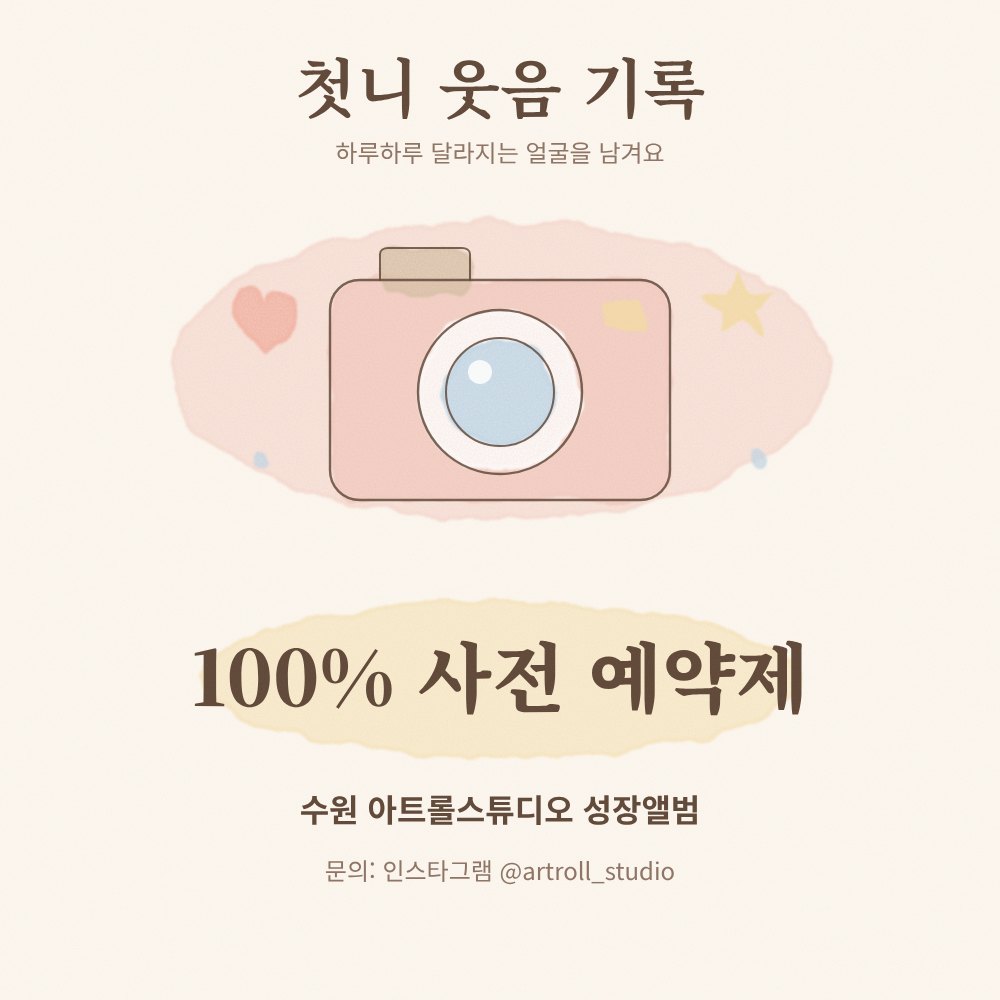 첫니 웃음 기록
하루하루 달라지는 얼굴을 남겨요
100% 사전 예약제
수원 아트롤스튜디오 성장앨범
문의: 인스타그램 @artroll_studio